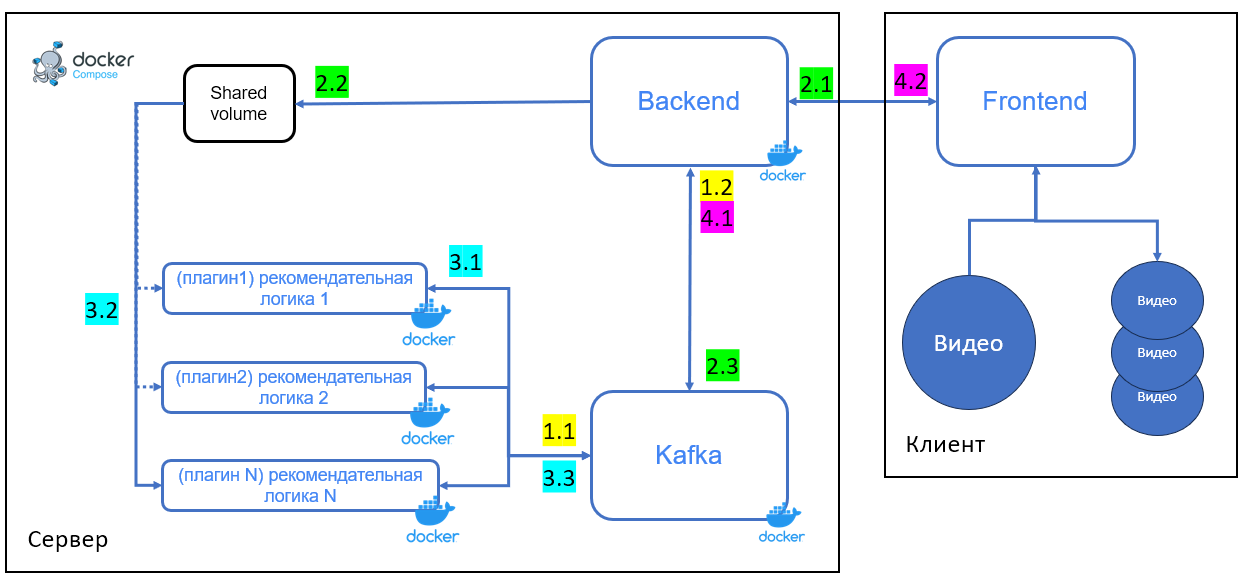 docker
Compose
Shared
volume
2.2
Backend
docker
2.1
4.2
Frontend
1.2
4.1
3.1
(плагин1) рекомендательная
логика 1
docker
3.2
(плагин2) рекомендательная
логика 2
docker
2.3
1.1
3.3
Kafka
docker
(плагин N) рекомендательная
логика N
docker
Сервер
Видео
Видео
Видео
Видео
Клиент